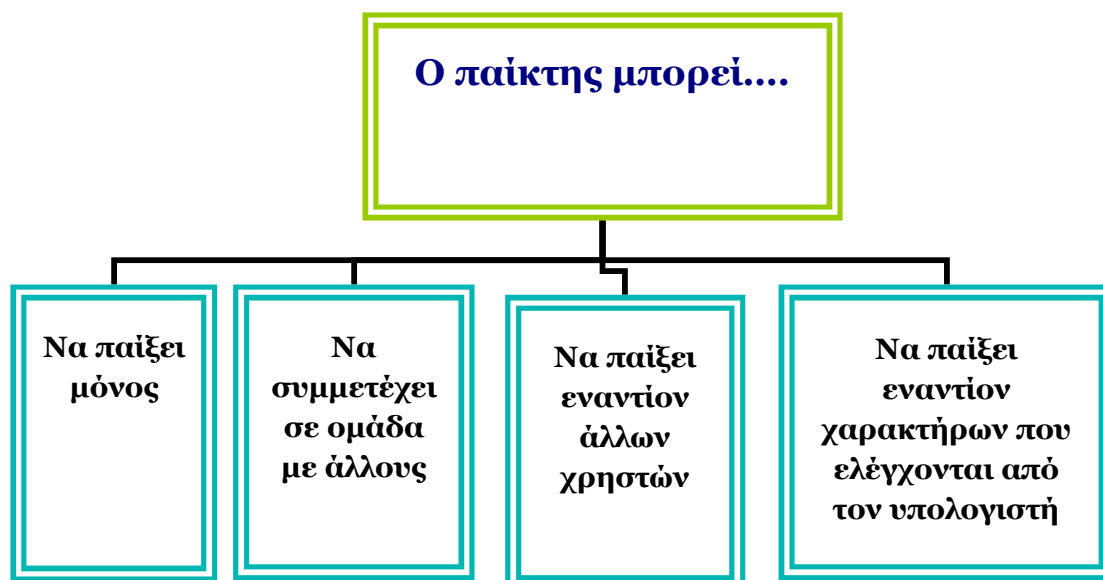 Ο παίκτης μπορεί....
Να παίξει
μόνος
Να
συμμετέχει
σε ομάδα
με άλλους
Να παίξει
εναντίον
άλλων
χρηστών
Να παίξει
εναντίον
χαρακτήρων που
ελέγχονται από
τον υπολογιστή